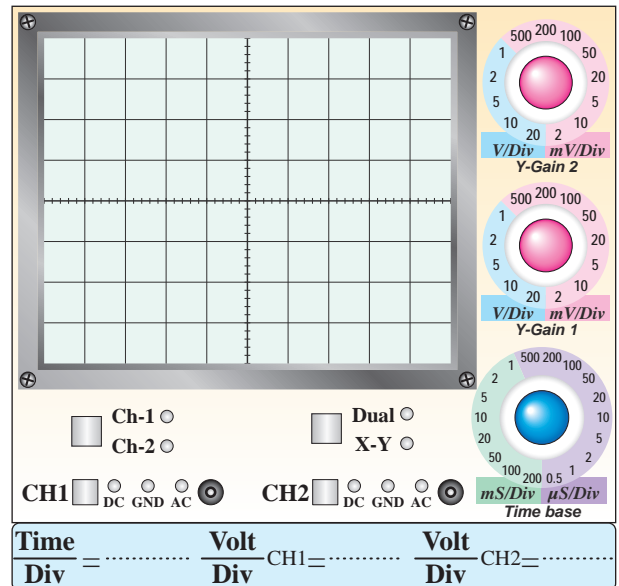 500 200 100
1 50
2 20
5 5
10 10
20 2
V/Div mV/Div
Y-Gain 2
500 200 100
1 50
2 20
5 5
10 10
20 2
V/Div mV/Div
Y-Gain 1
1 500 200 100
2 50
5 20
10 10
20 5
50 2
100 1
200 0.5
mS/Div µS/Div
Time base
Ch-1
Ch-2
Dual
X-Y
CH1 DC GND AC
CH2 DC GND AC
Time
Div = ..............
Volt
Div CH1= ..........
Volt
Div CH2= ..........